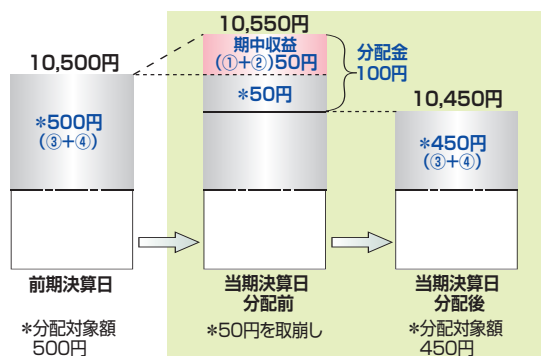 10,550円
期中収益
(①+②)50円
分配金
100円
10,500円
*50円
10,450円
*500円
(③+④)
*450円
(③+④)
前期決算日
当期決算日
分配前
当期決算日
分配後
*分配対象額
500円
*50円を取崩し
*分配対象額
450円